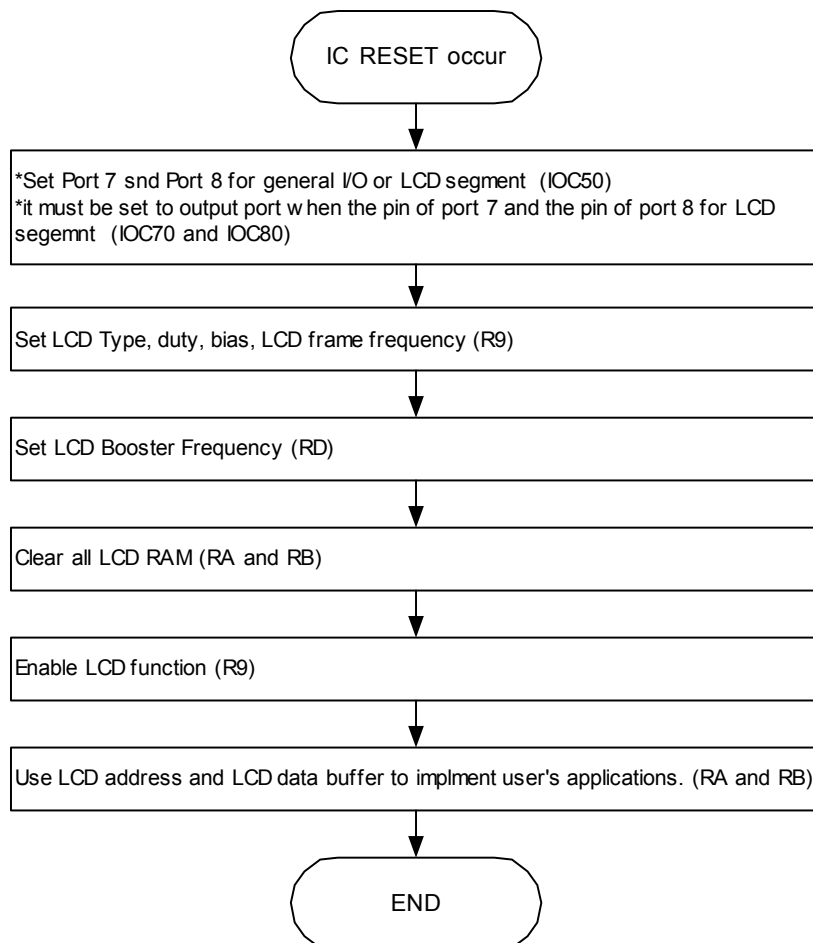 IC RESET occur
*Set Port 7 snd Port 8 for general I/O or LCD segment (IOC50)
*it must be set to output port when the pin of port 7 and the pin of port 8 for LCD
segemnt (IOC70 and IOC80)
Set LCD Type, duty, bias, LCD frame frequency (R9)
Set LCD Booster Frequency (RD)
Clear all LCD RAM (RA and RB)
Enable LCD function (R9)
Use LCD address and LCD data buffer to implment user's applications. (RA and RB)
END